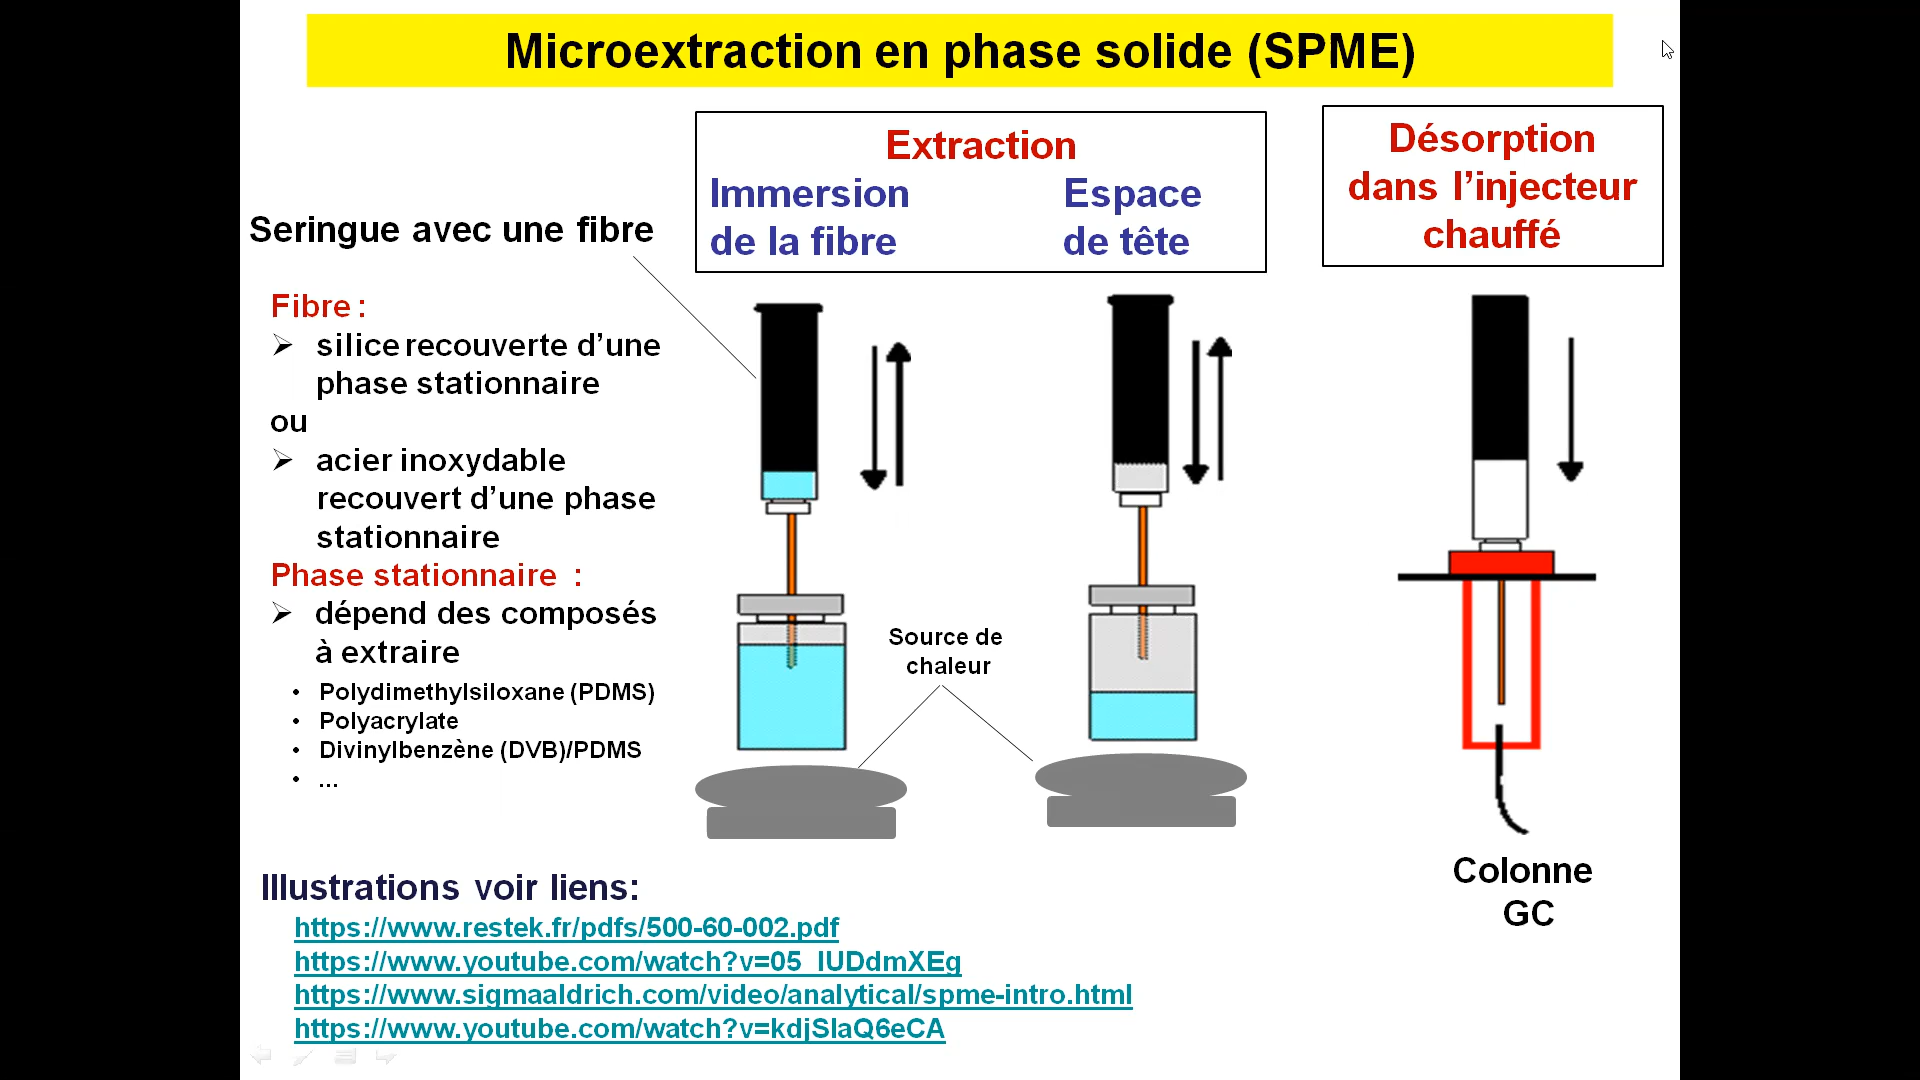 Microextraction en phase solide (SPME)
Extraction
Immersion
de la fibre
Espace
de tête
Désorption
dans l'injecteur
chauffé
Seringue avec une fibre
Fibre :
➢ silice recouverte d'une
phase stationnaire
ou
➢ acier inoxydable
recouvert d'une phase
stationnaire
Phase stationnaire :
➢ dépend des composés
à extraire
• Polydimethylsiloxane (PDMS)
• Polyacrylate
• Divinylbenzène (DVB)/PDMS
• ...
Source de
chaleur
Colonne
GC
Illustrations voir liens:
https://www.restek.fr/pdfs/500-60-002.pdf
https://www.youtube.com/watch?v=05_IUDdmXEg
https://www.sigmaaldrich.com/video/analytical/spme-intro.html
https://www.youtube.com/watch?v=kdjSlaQ6eCA